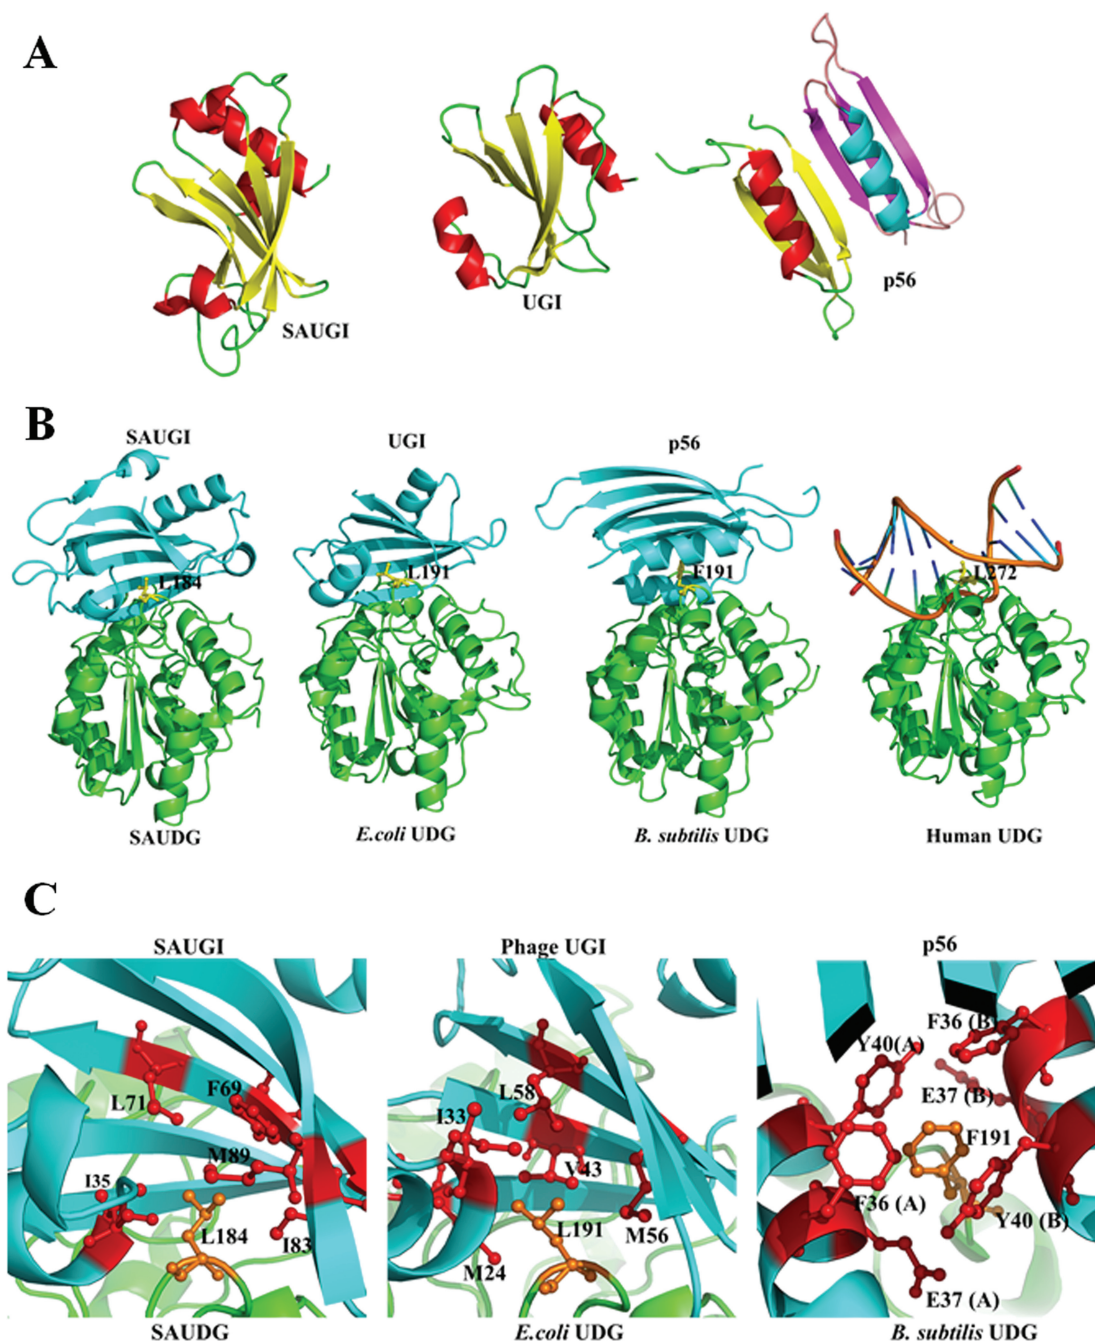 A
SAUGI
UGI
p56
B
SAUGI
UGI
p56
L184
L191
F191
L272
SAUDG
E.coli UDG
B. subtilis UDG
Human UDG
C
SAUGI
Phage UGI
p56
L71
F69
M89
I35
L184
I83
SAUDG
L58
I33
V43
L191
M56
M24
E.coli UDG
F36 (B)
Y40(A)
E37 (B)
F191
F36 (A)
Y40 (B)
E37 (A)
B. subtilis UDG